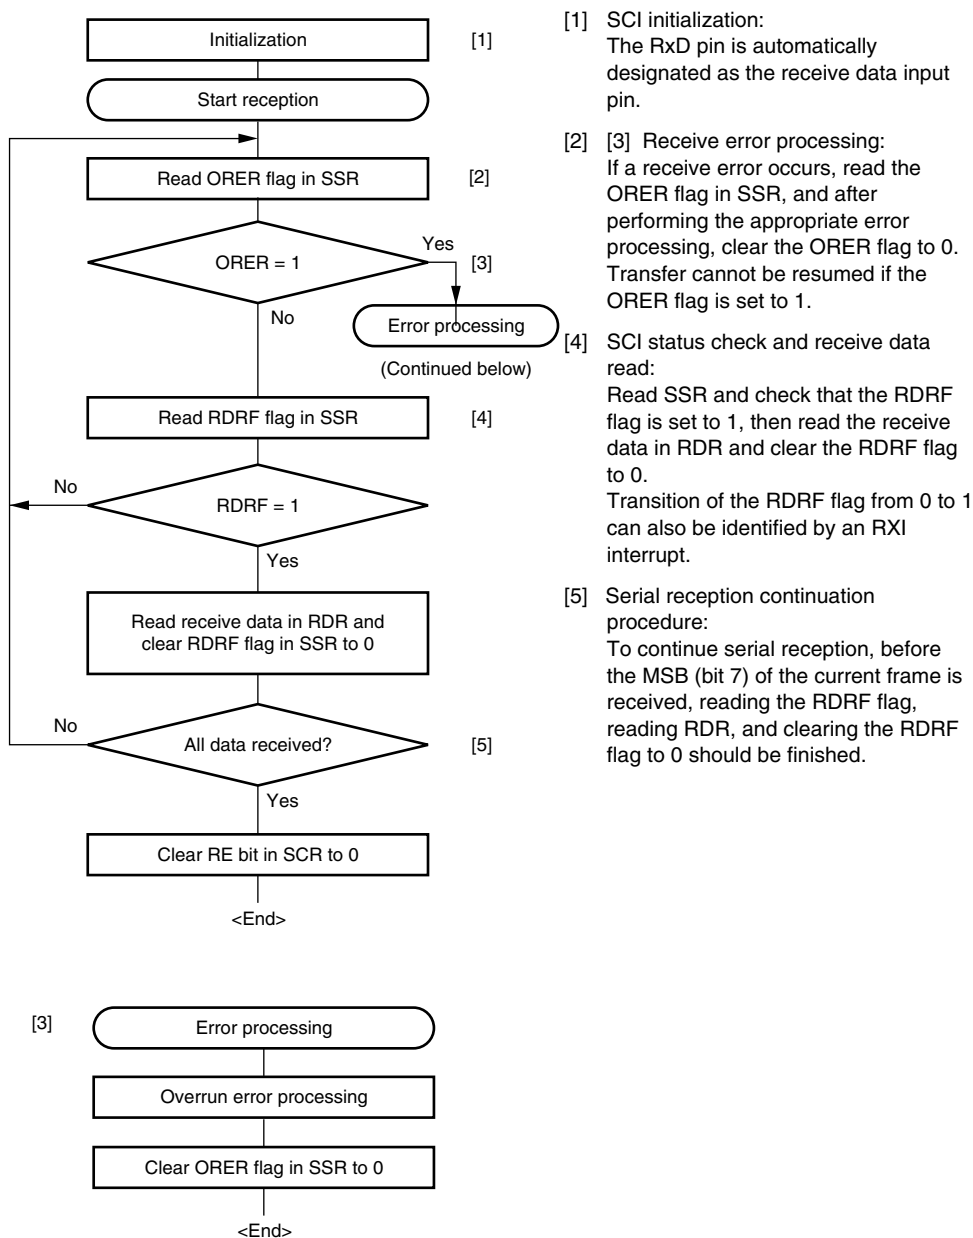 Initialization
[1]
Start reception
Read ORER flag in SSR
[2]
ORER = 1
Yes
[3]
No
Error processing
(Continued below)
Read RDRF flag in SSR
[4]
No
RDRF = 1
Yes
Read receive data in RDR and
clear RDRF flag in SSR to 0
No
All data received?
[5]
Yes
Clear RE bit in SCR to 0
<End>
[3]
Error processing
Overrun error processing
Clear ORER flag in SSR to 0
<End>
[1] SCI initialization:
The RxD pin is automatically
designated as the receive data input
pin.
[2] [3] Receive error processing:
If a receive error occurs, read the
ORER flag in SSR, and after
performing the appropriate error
processing, clear the ORER flag to 0.
Transfer cannot be resumed if the
ORER flag is set to 1.
[4] SCI status check and receive data
read:
Read SSR and check that the RDRF
flag is set to 1, then read the receive
data in RDR and clear the RDRF flag
to 0.
Transition of the RDRF flag from 0 to 1
can also be identified by an RXI
interrupt.
[5] Serial reception continuation
procedure:
To continue serial reception, before
the MSB (bit 7) of the current frame is
received, reading the RDRF flag,
reading RDR, and clearing the RDRF
flag to 0 should be finished.